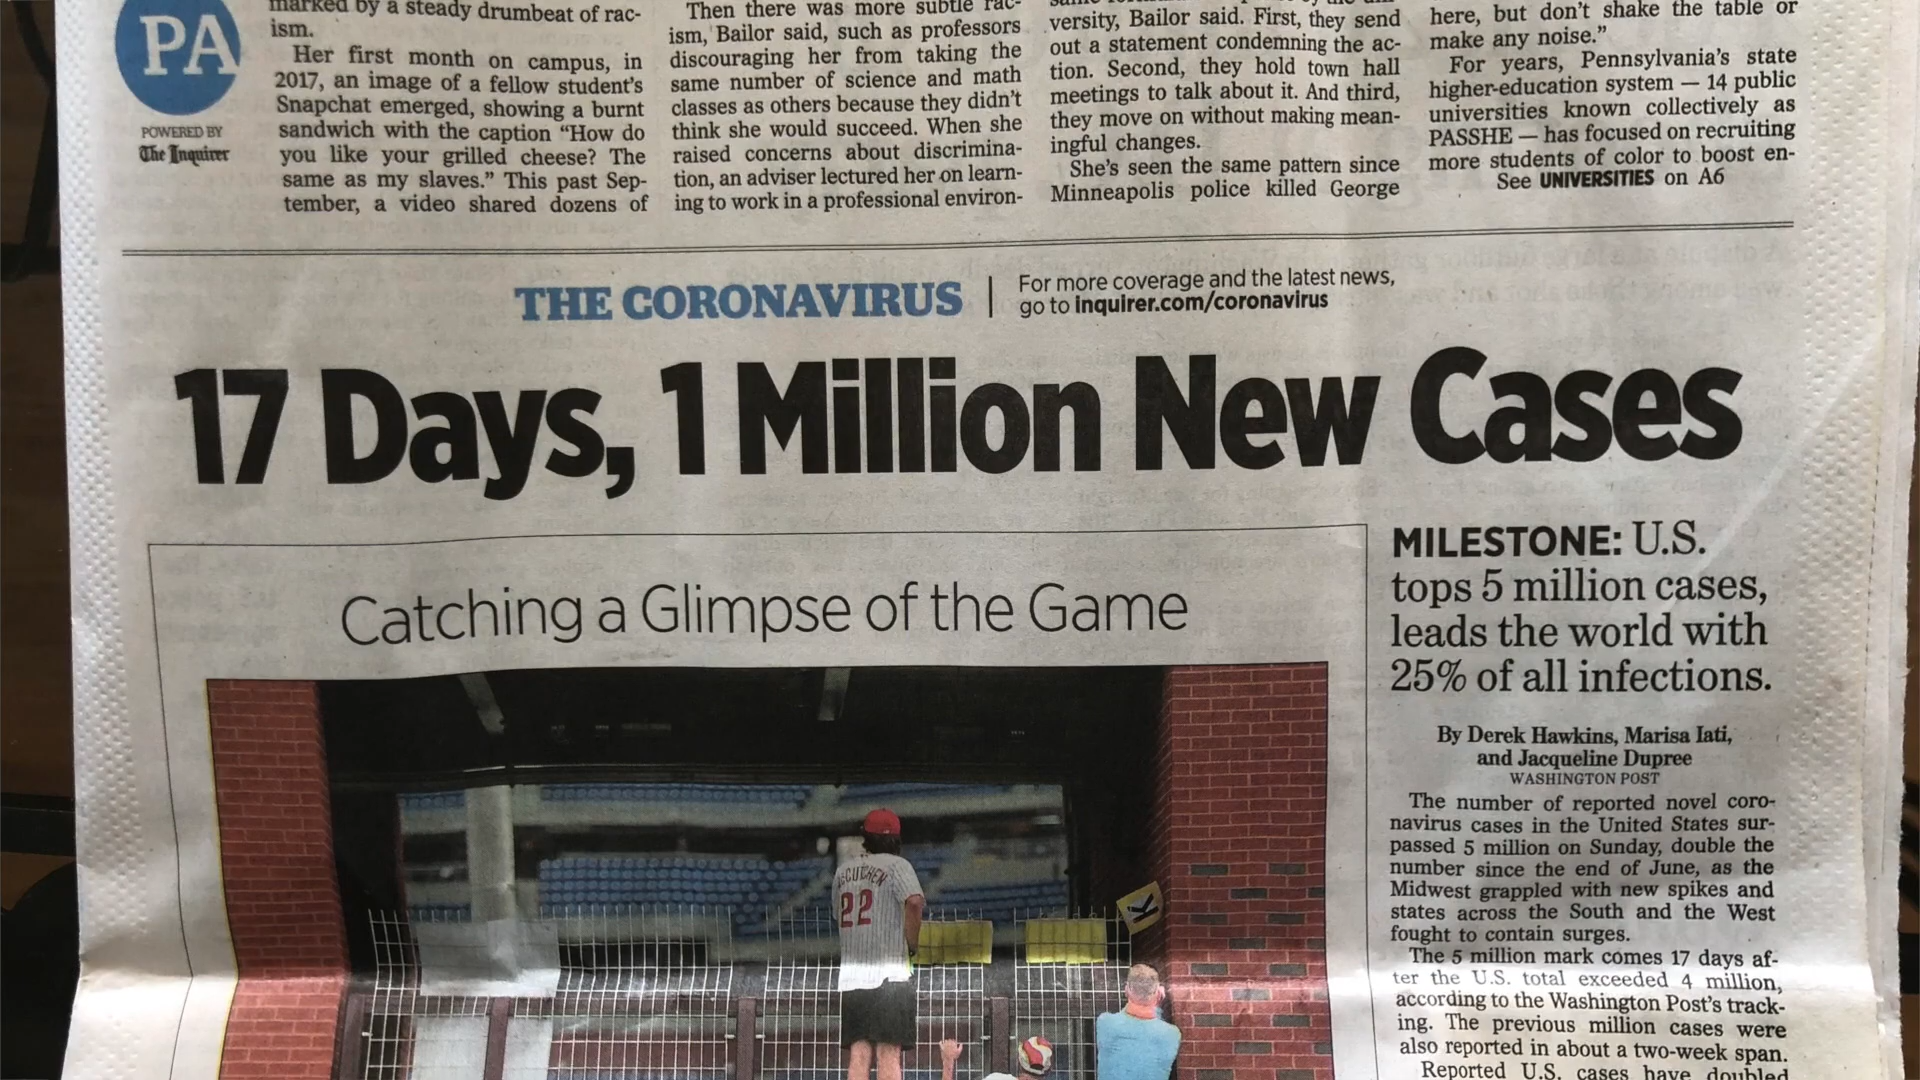 PA
POWERED BY
The Inquirer
marked by a steady drumbeat of rac-
ism.
Her first month on campus, in
2017, an image of a fellow student's
Snapchat emerged, showing a burnt
sandwich with the caption “How do
you like your grilled cheese? The
same as my slaves.” This past Sep-
tember, a video shared dozens of
Then there was more subtle rac-
ism, Bailor said, such as professors
discouraging her from taking the
same number of science and math
classes as others because they didn't
think she would succeed. When she
raised concerns about discrimina-
tion, an adviser lectured her on learn-
ing to work in a professional environ-
versity, Bailor said. First, they send
out a statement condemning the ac-
tion. Second, they hold town hall
meetings to talk about it. And third,
they move on without making mean-
ingful changes.
She's seen the same pattern since
Minneapolis police killed George
here, but don't shake the table or
make any noise.”
For years, Pennsylvania's state
higher-education system — 14 public
universities known collectively as
PASSHE — has focused on recruiting
more students of color to boost en-
See UNIVERSITIES on A6
THE CORONAVIRUS
For more coverage and the latest news,
go to inquirer.com/coronavirus
17 Days, 1 Million New Cases
Catching a Glimpse of the Game
McCUTCHEN
22
K
MILESTONE: U.S.
tops 5 million cases,
leads the world with
25% of all infections.
By Derek Hawkins, Marisa Iati,
and Jacqueline Dupree
WASHINGTON POST
The number of reported novel coro-
navirus cases in the United States sur-
passed 5 million on Sunday, double the
number since the end of June, as the
Midwest grappled with new spikes and
states across the South and the West
fought to contain surges.
The 5 million mark comes 17 days af-
ter the U.S. total exceeded 4 million,
according to the Washington Post's track-
ing. The previous million cases were
also reported in about a two-week span.
Reported U.S. cases have doubled